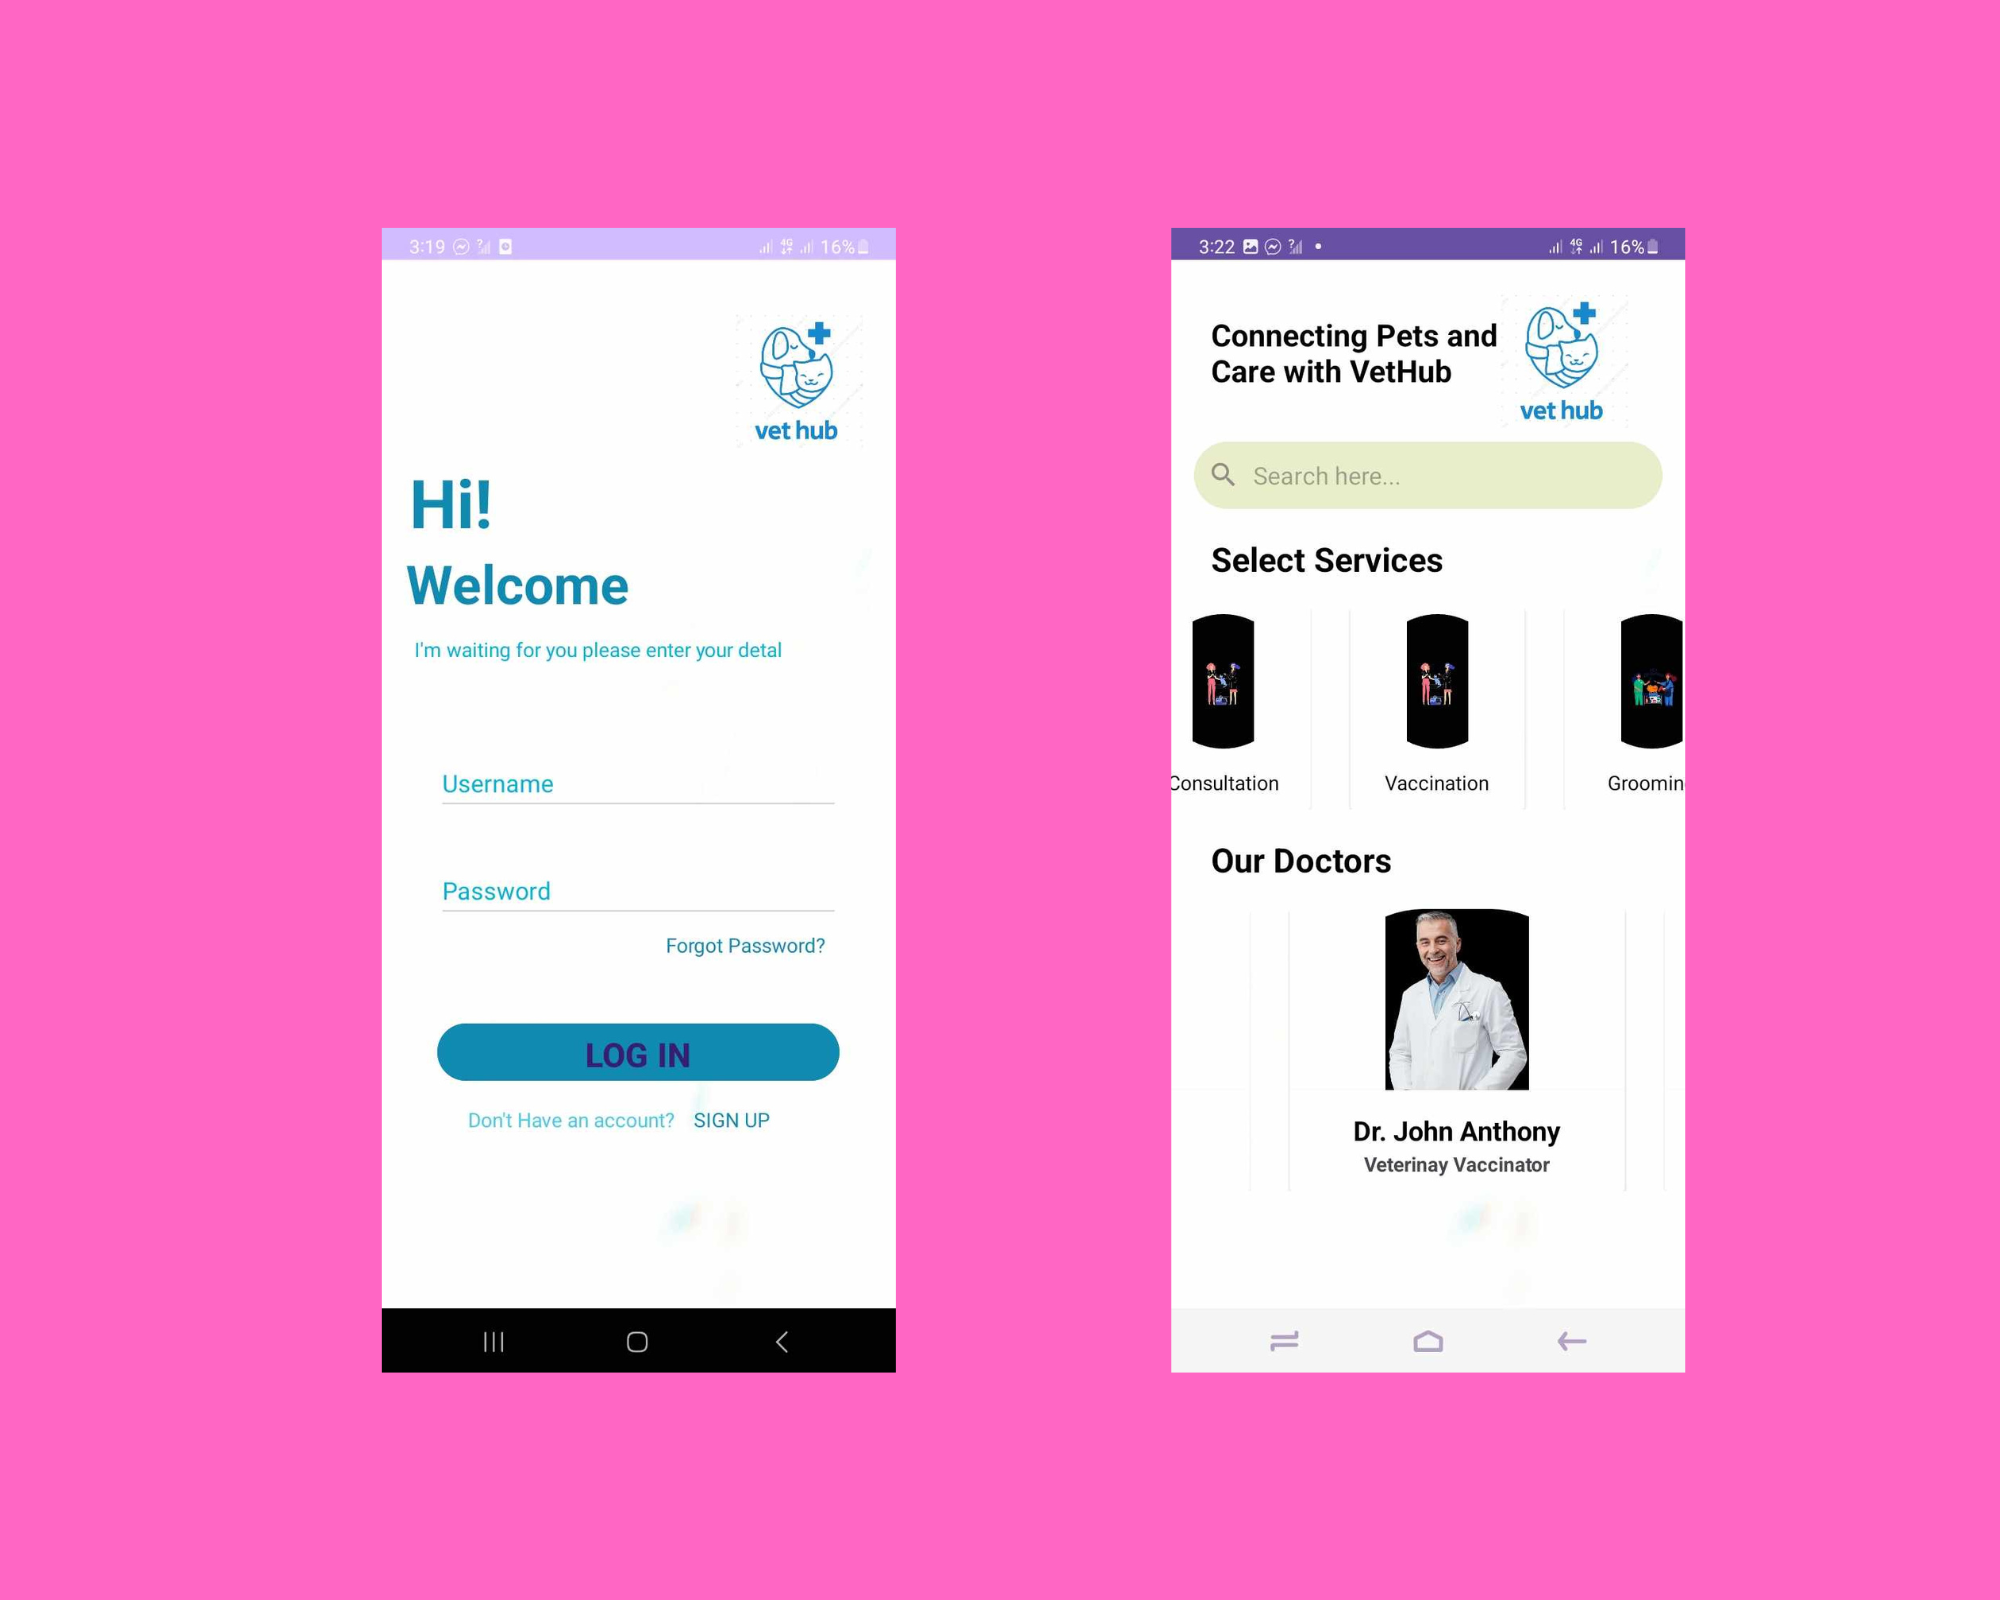 3:19
4G
16%
vet hub
Hi!
Welcome
I'm waiting for you please enter your detal
Username
Password
Forgot Password?
LOG IN
Don't Have an account? SIGN UP
3:22
4G
16%
Connecting Pets and
Care with VetHub
vet hub
Search here...
Select Services
Consultation
Vaccination
Groomin
Our Doctors
Dr. John Anthony
Veterinay Vaccinator